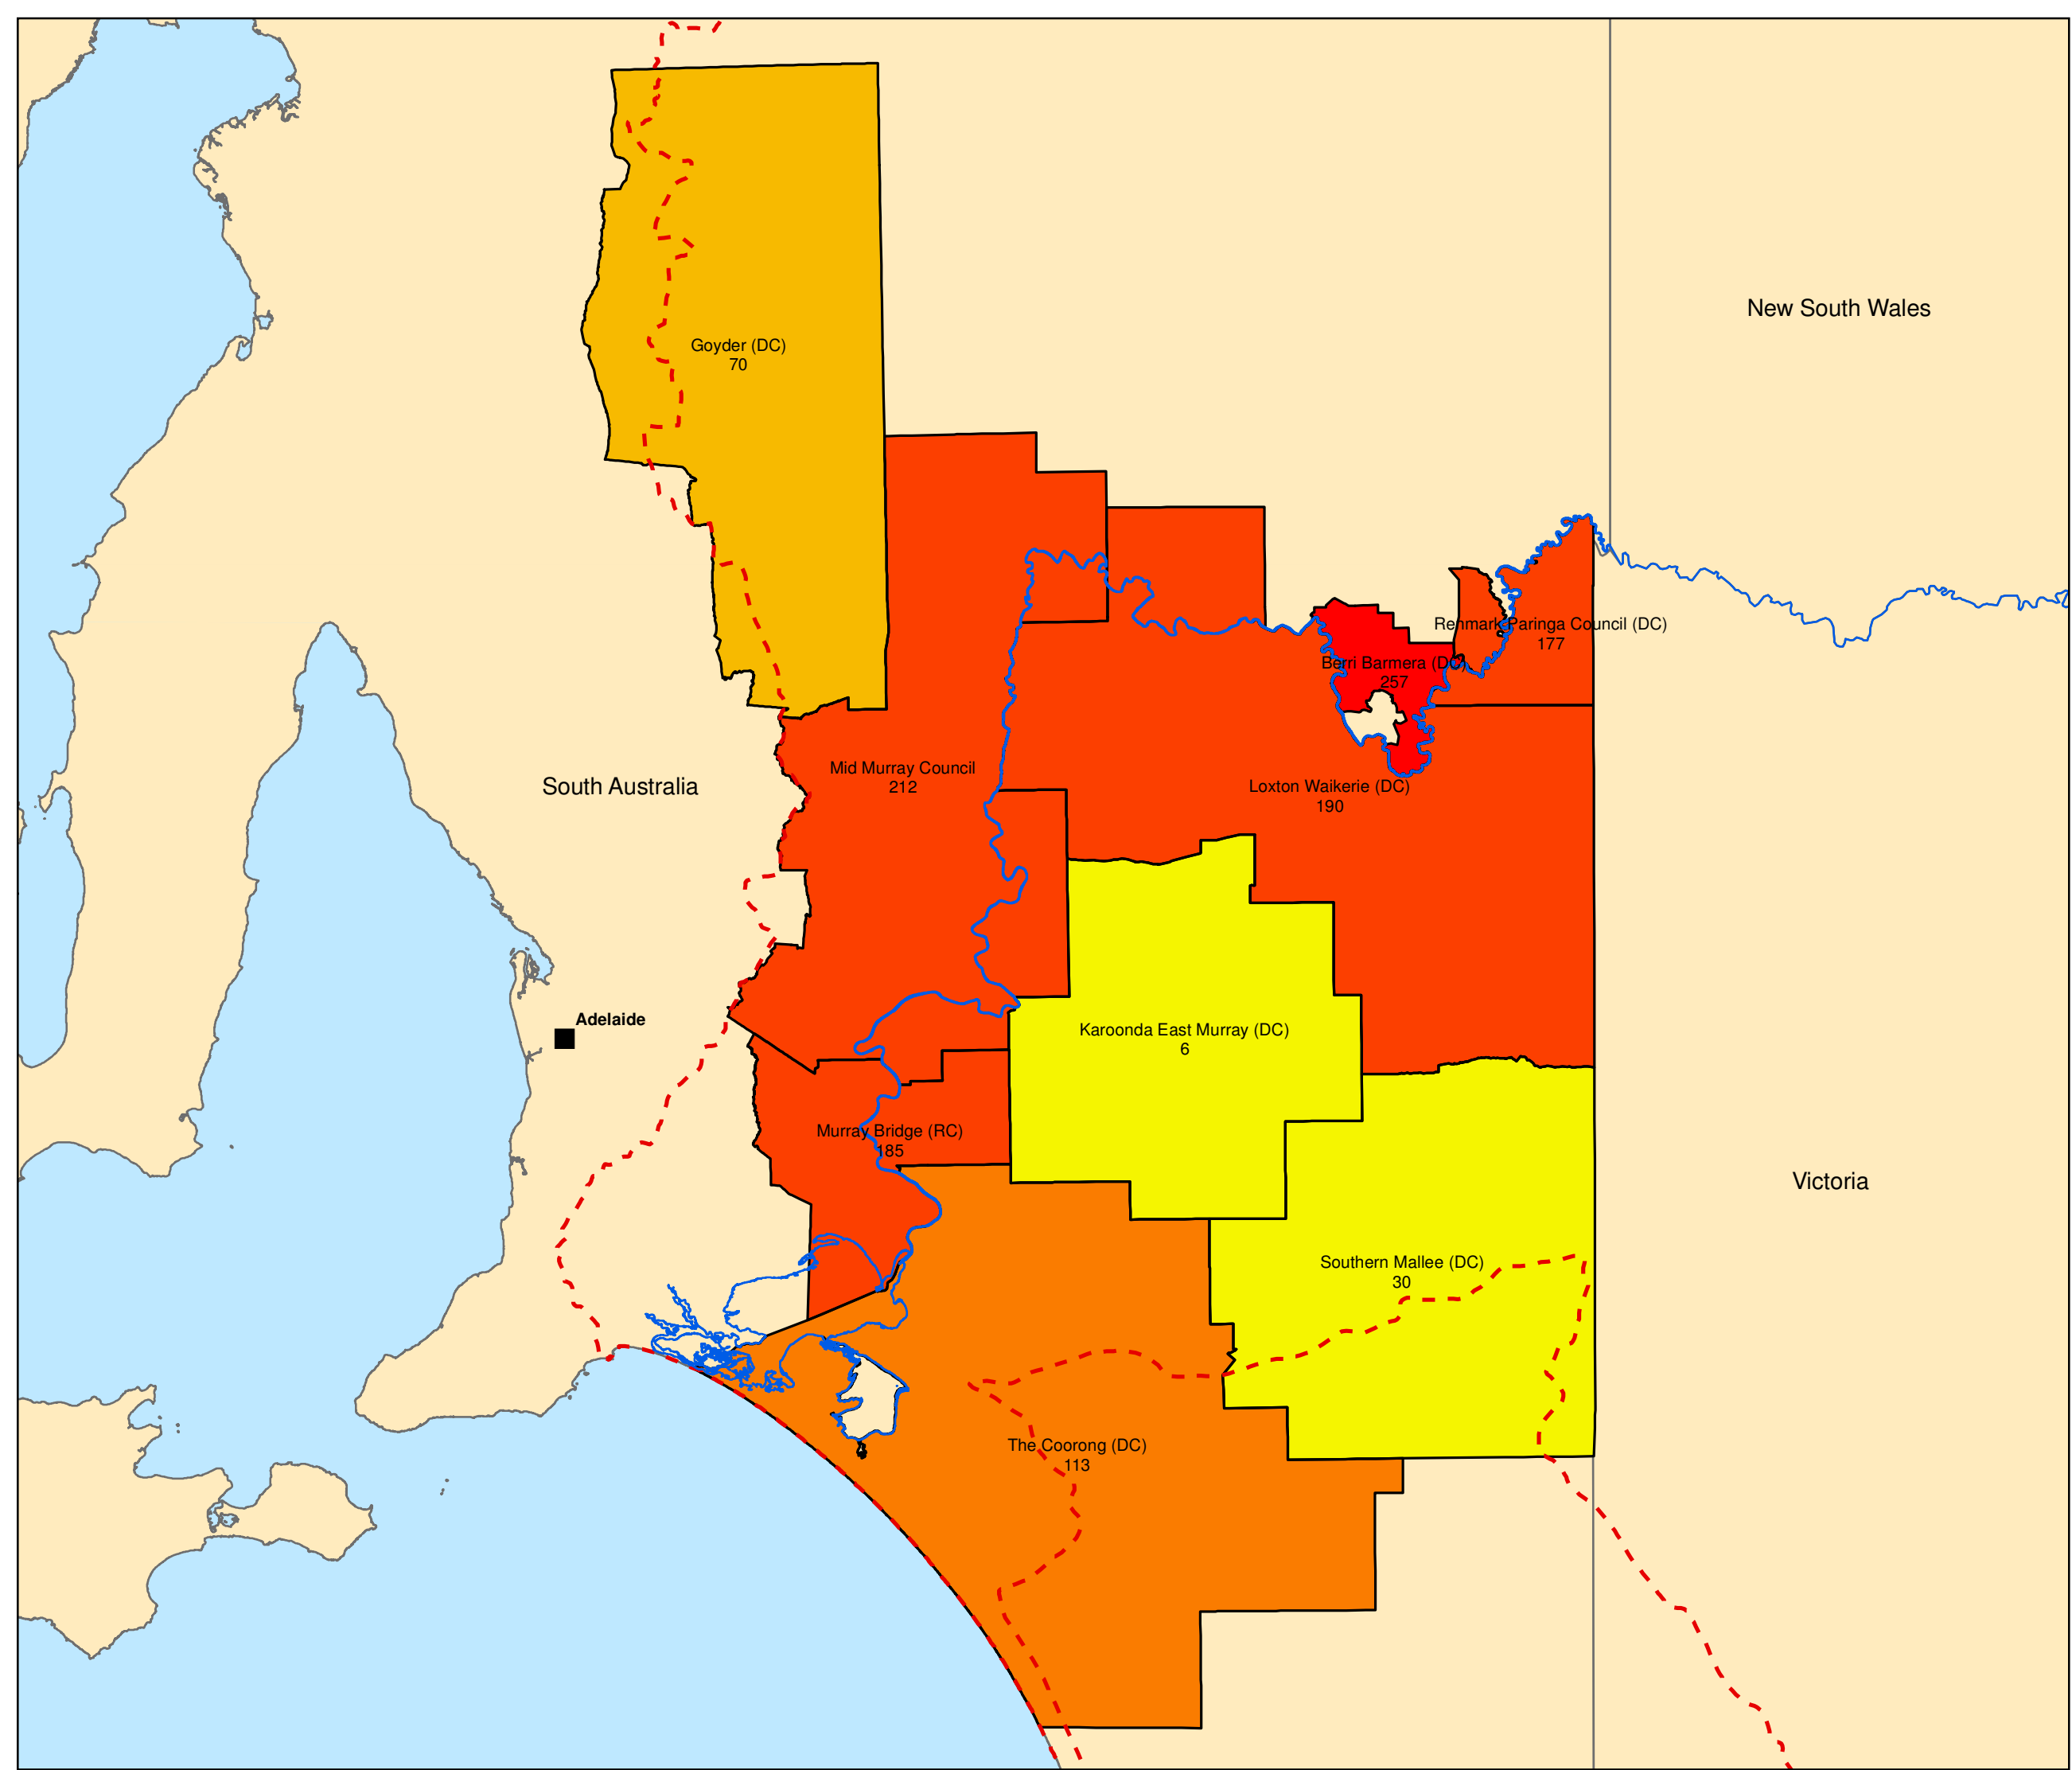 New South Wales
Goyder (DC)
70
Renmark Paringa Council (DC)
177
Berri Barmera (DC)
257
Mid Murray Council
212
South Australia
Loxton Waikerie (DC)
190
Adelaide
Karoonda East Murray (DC)
6
Murray Bridge (RC)
185
Victoria
Southern Mallee (DC)
30
The Coorong (DC)
113